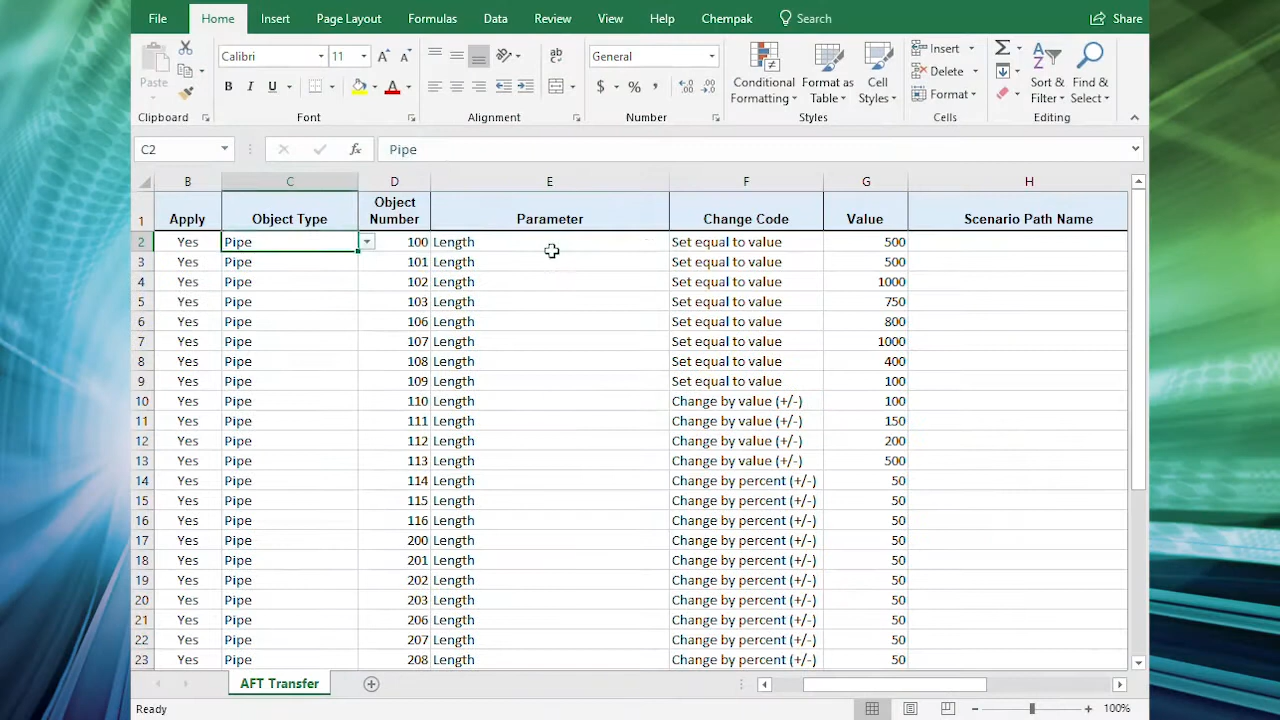 File Home Insert Page Layout Formulas Data Review View Help Chempak Search Share
Paste Calibri 11 A A ab General Insert Σ A Z
B I U A $ % , .0 .00 .00 .0 Conditional Formatting Format as Table Cell Styles Delete Format Sort & Filter Find & Select
Clipboard Font Alignment Number Styles Cells Editing
C2 fx Pipe
B C D E F G H
1 Apply Object Type Object Number Parameter Change Code Value Scenario Path Name
2 Yes Pipe 100 Length Set equal to value 500
3 Yes Pipe 101 Length Set equal to value 500
4 Yes Pipe 102 Length Set equal to value 1000
5 Yes Pipe 103 Length Set equal to value 750
6 Yes Pipe 106 Length Set equal to value 800
7 Yes Pipe 107 Length Set equal to value 1000
8 Yes Pipe 108 Length Set equal to value 400
9 Yes Pipe 109 Length Set equal to value 100
10 Yes Pipe 110 Length Change by value (+/-) 100
11 Yes Pipe 111 Length Change by value (+/-) 150
12 Yes Pipe 112 Length Change by value (+/-) 200
13 Yes Pipe 113 Length Change by value (+/-) 500
14 Yes Pipe 114 Length Change by percent (+/-) 50
15 Yes Pipe 115 Length Change by percent (+/-) 50
16 Yes Pipe 116 Length Change by percent (+/-) 50
17 Yes Pipe 200 Length Change by percent (+/-) 50
18 Yes Pipe 201 Length Change by percent (+/-) 50
19 Yes Pipe 202 Length Change by percent (+/-) 50
20 Yes Pipe 203 Length Change by percent (+/-) 50
21 Yes Pipe 206 Length Change by percent (+/-) 50
22 Yes Pipe 207 Length Change by percent (+/-) 50
23 Yes Pipe 208 Length Change by percent (+/-) 50
AFT Transfer
Ready 100%